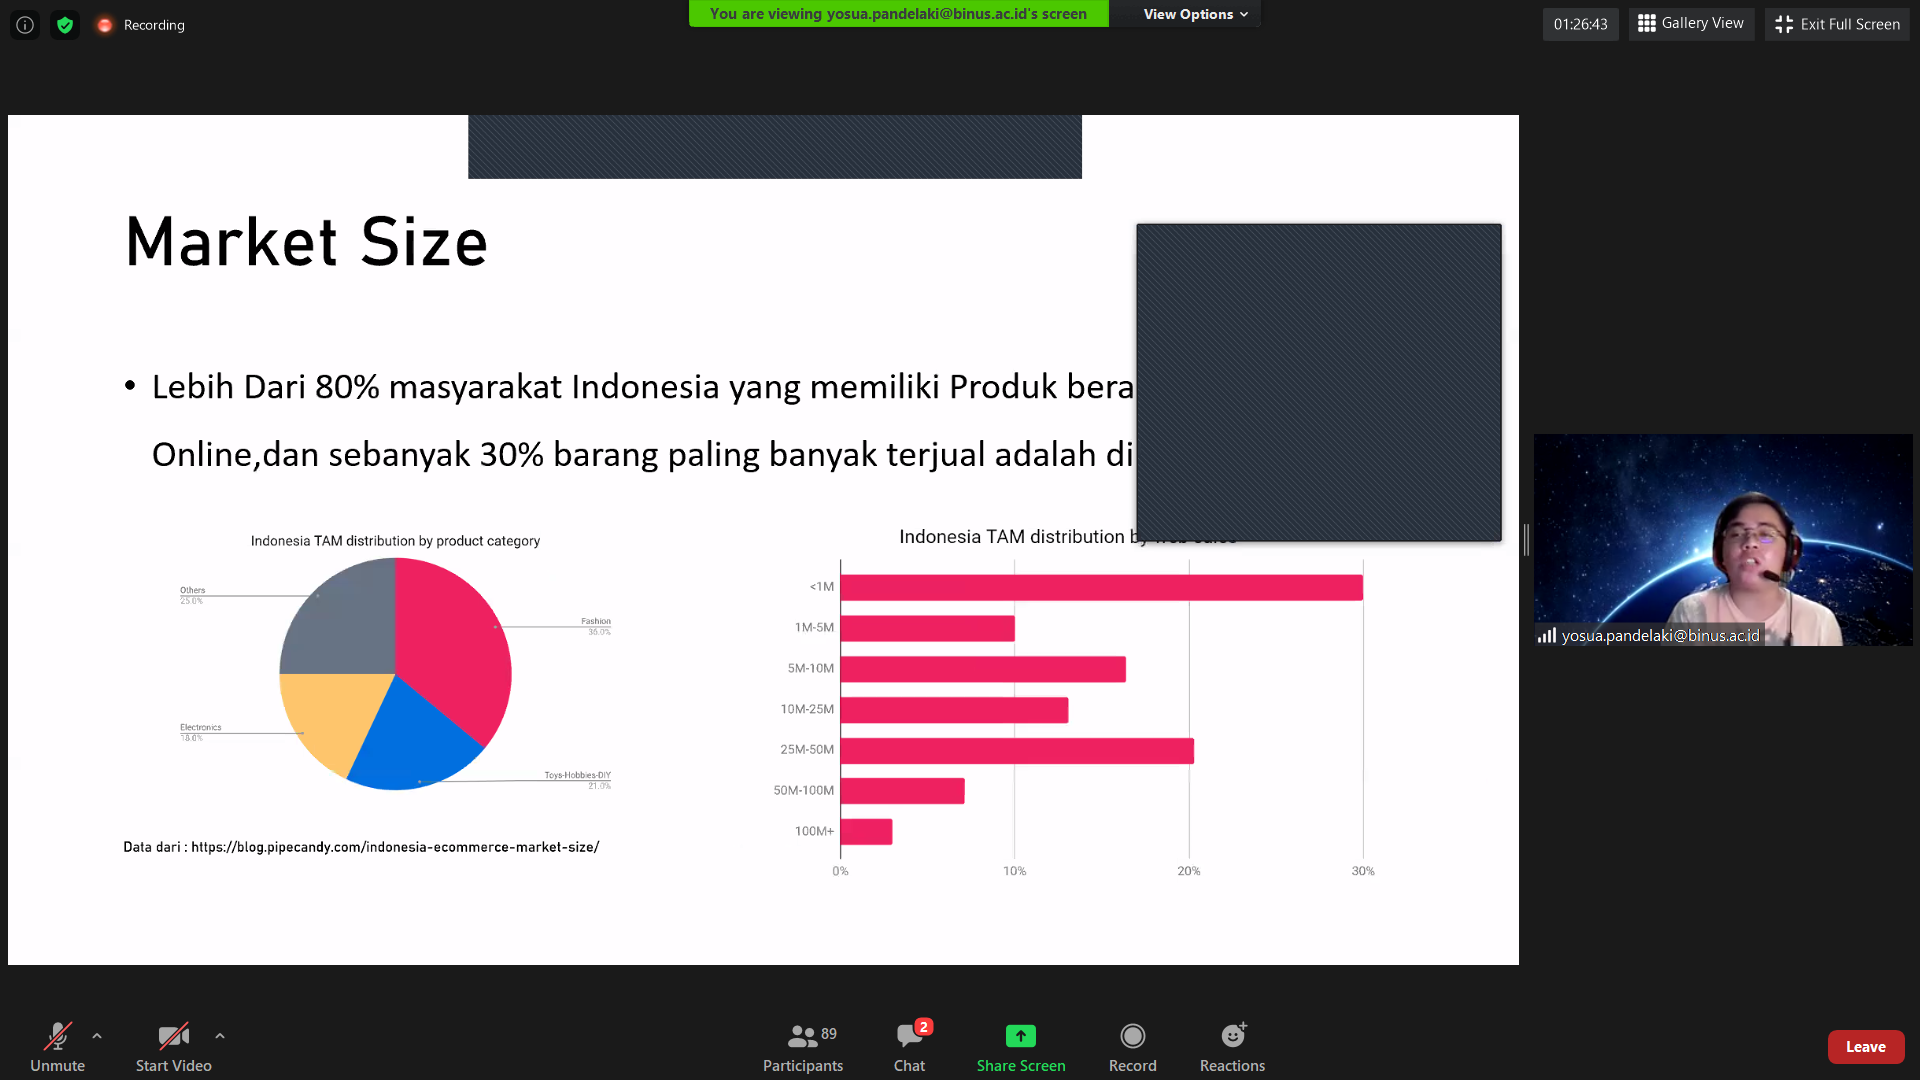 Recording
You are viewing yosua.pandelaki@binus.ac.id's screen
View Options
01:26:43
Gallery View
Exit Full Screen
Market Size
• Lebih Dari 80% masyarakat Indonesia yang memiliki Produk bera
Online,dan sebanyak 30% barang paling banyak terjual adalah di
Indonesia TAM distribution by product category
Others
25.0%
Fashion
36.0%
Electronics
18.0%
Toys-Hobbies-DIY
21.0%
Data dari : https://blog.pipecandy.com/indonesia-ecommerce-market-size/
Indonesia TAM distribution by web sales
<1M
1M-5M
5M-10M
10M-25M
25M-50M
50M-100M
100M+
0%
10%
20%
30%
yosua.pandelaki@binus.ac.id
Unmute
Start Video
89
Participants
2
Chat
Share Screen
Record
Reactions
Leave